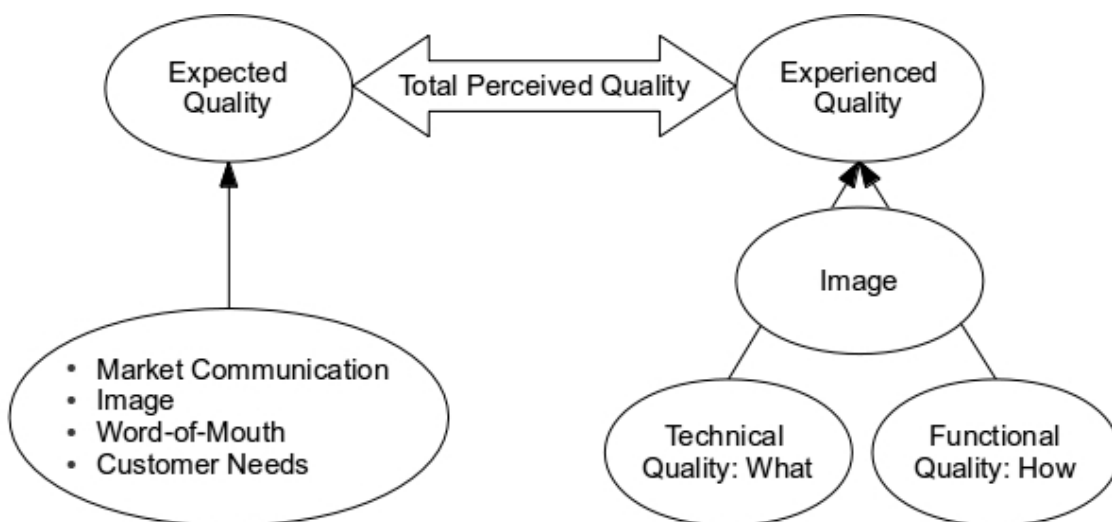 Expected
Quality
Total Perceived Quality
Experienced
Quality
Image
• Market Communication
• Image
• Word-of-Mouth
• Customer Needs
Technical
Quality: What
Functional
Quality: How